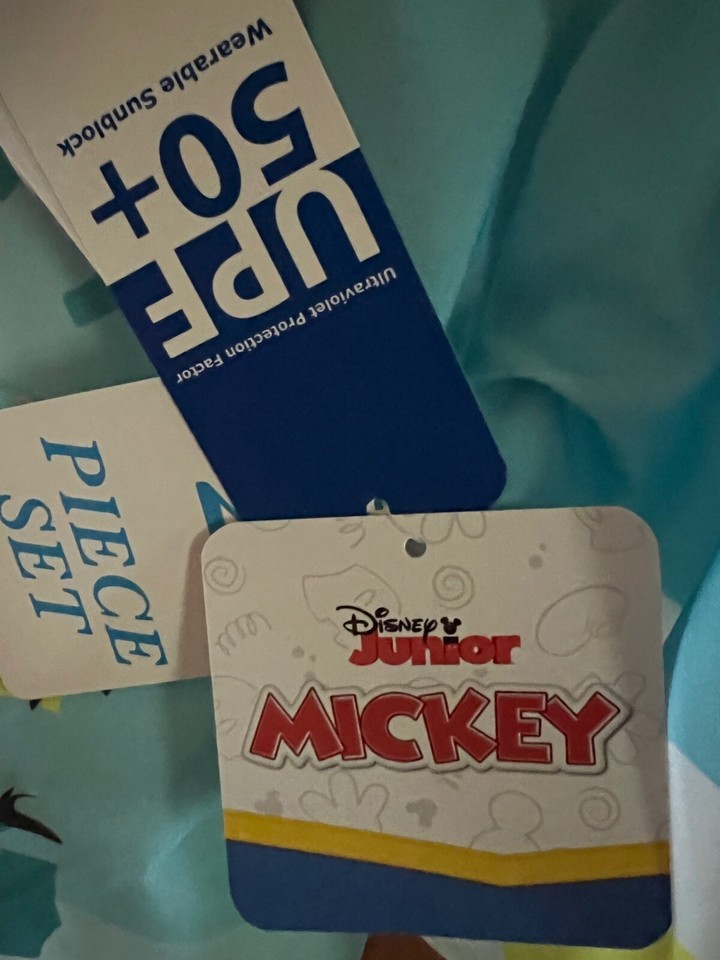 Wearable Sunblock
50+
UPF
Ultraviolet Protection Factor
PIECE
SET
Disney
Junior
MICKEY